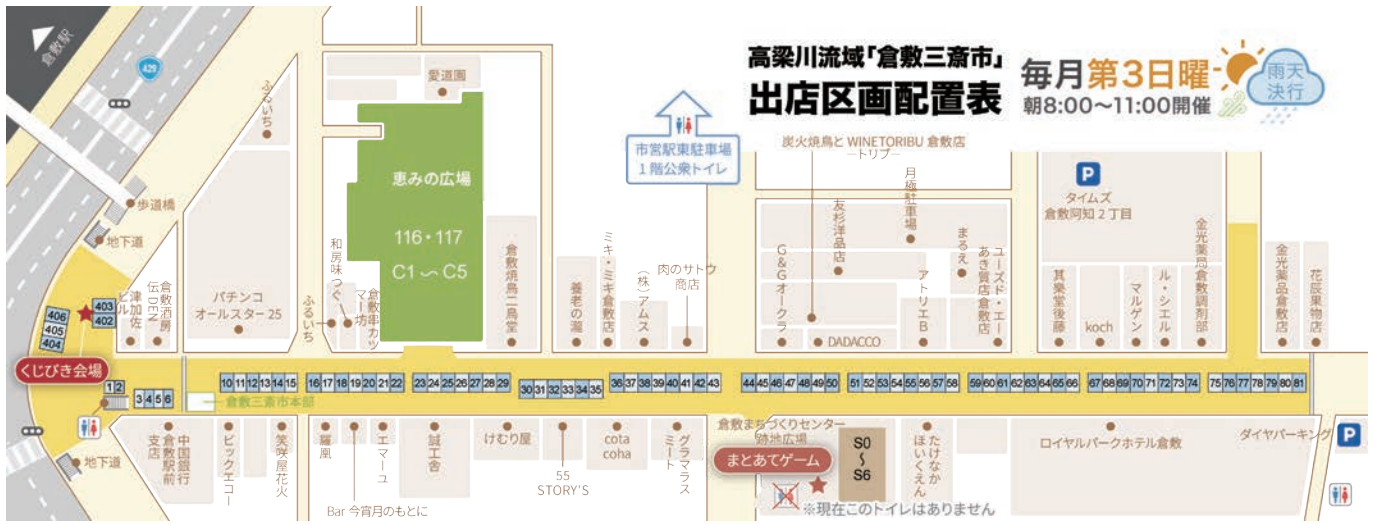 高梁川流域「倉敷三斎市」
出店区画配置表
毎月第3日曜
朝8:00～11:00開催
雨天
決行
倉敷駅
429
ふるいち
愛道園
恵みの広場
116・117
C1 ～ C5
市営駅東駐車場
1階公衆トイレ
炭火焼鳥と WINETORIBU 倉敷店
―トリブ―
月極駐車場
友杉洋品店
G&Gオークラ
DADACCO
アトリエB
まるえ
ユーズド・エー
あき質店倉敷店
P
タイムズ
倉敷阿知2丁目
其樂堂後藤
koch
マルゲン
ル・シエル
金光薬局倉敷調剤部
金光薬品倉敷店
花辰果物店
歩道橋
地下道
津加佐
ビル
倉敷酒房
伝DEN
パチンコ
オールスター25
ふるいち
和房味つぐ
倉敷串カツ
マー坊
倉敷焼鳥二鳥堂
養老の瀧
ミキ・ミキ倉敷店
(株)アムス
肉のサトウ
商店
406
405
404
403
402
くじびき会場
1 2
3 4 5 6
10 11 12 13 14 15
16 17 18 19 20 21 22
23 24 25 26 27 28 29
30 31 32 33 34 35
36 37 38 39 40 41 42 43
44 45 46 47 48 49 50
51 52 53 54 55 56 57 58
59 60 61 62 63 64 65 66
67 68 69 70 71 72 73 74
75 76 77 78 79 80 81
倉敷三斎市本部
地下道
中国銀行
倉敷駅前
支店
ビックエコー
笑咲屋花火
羅凰
Bar 今宵月のもとに
エマーユ
誠工舎
けむり屋
55
STORY'S
cota
coha
グラマラス
ミート
倉敷まちづくりセンター
跡地広場
まとあてゲーム
S0
～
S6
※現在このトイレはありません
たけなか
ほいくえん
ロイヤルパークホテル倉敷
ダイヤパーキング
P